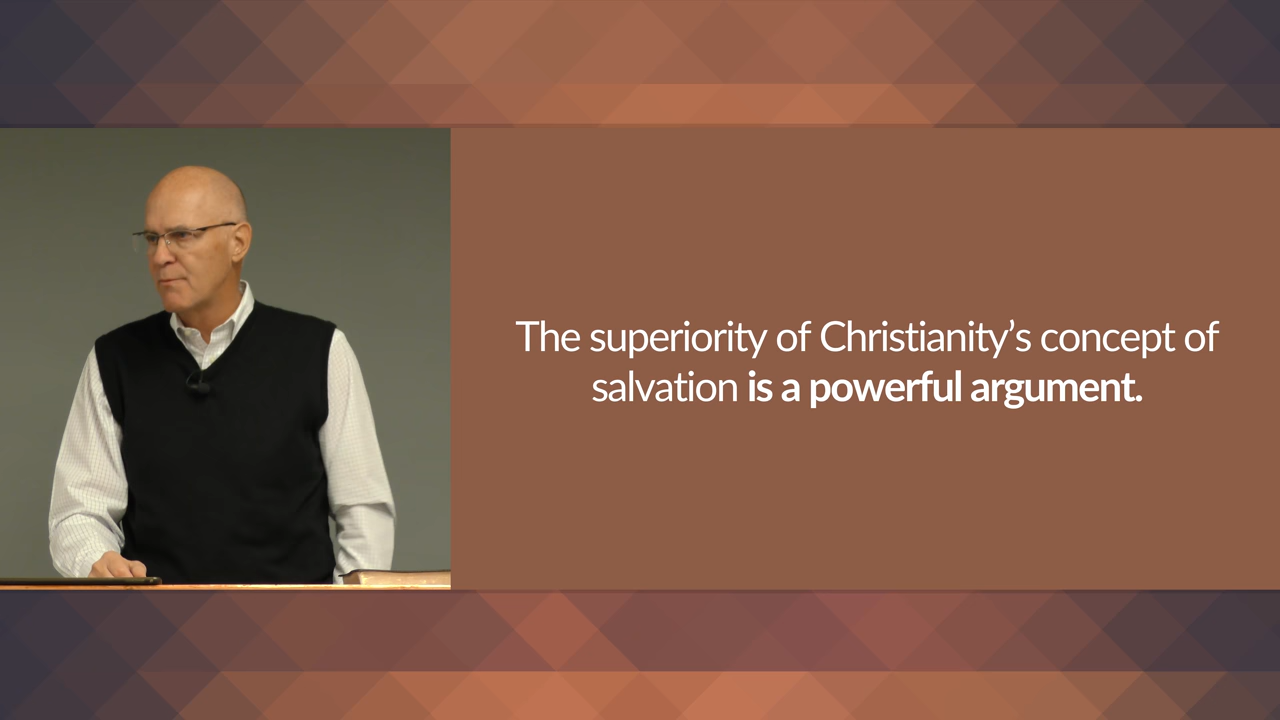 The superiority of Christianity’s concept of
salvation is a powerful argument.